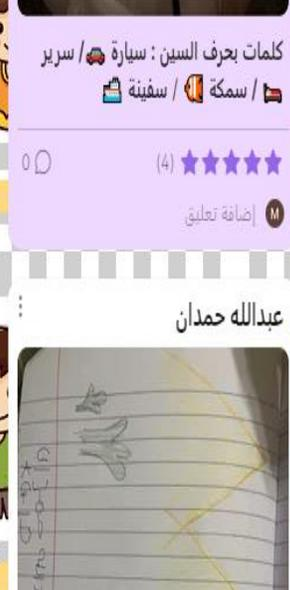 كلمات بحرف السين : سيارة 🚗/ سرير
🛏️ / سمكة 🐠 / سفينة 🚢
(4) 0
M إضافة تعليق
عبدالله حمدان